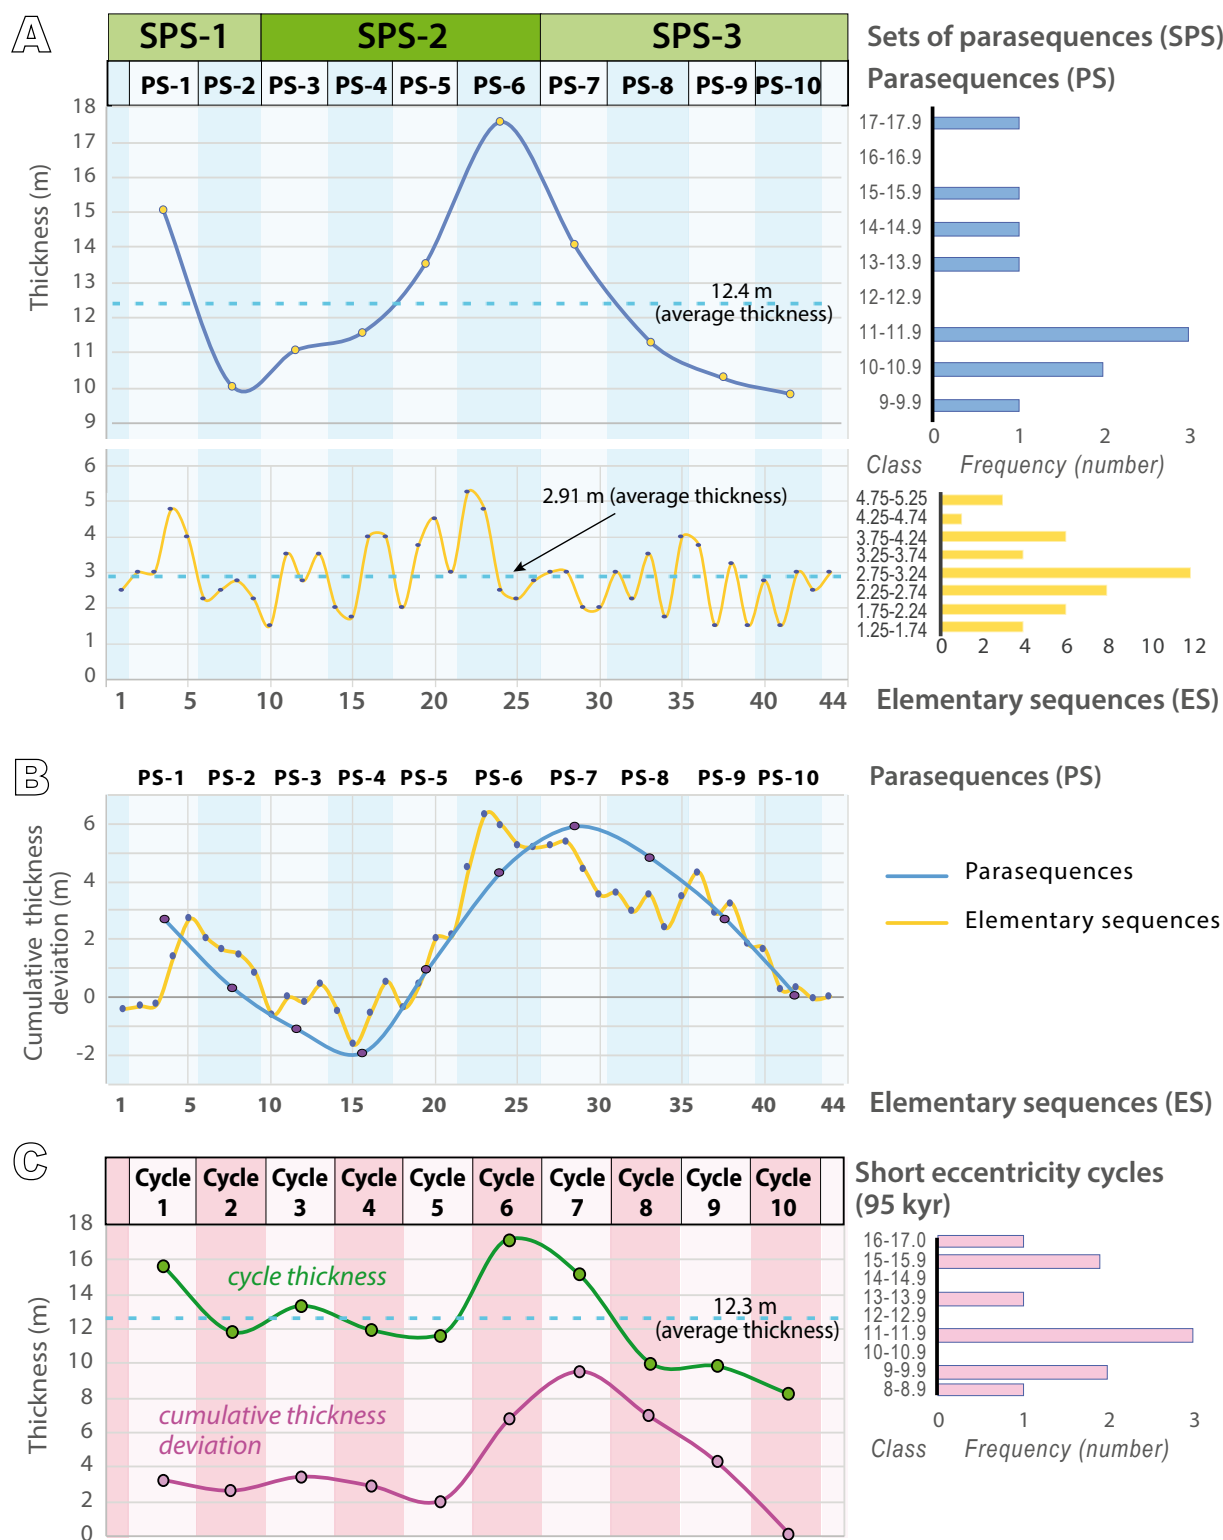 A
SPS-1 SPS-2 SPS-3
Sets of parasequences (SPS)
PS-1 PS-2 PS-3 PS-4 PS-5 PS-6 PS-7 PS-8 PS-9 PS-10
Parasequences (PS)
Thickness (m)
18
17
16
15
14
13
12
11
10
9
12.4 m
(average thickness)
17-17.9
16-16.9
15-15.9
14-14.9
13-13.9
12-12.9
11-11.9
10-10.9
9-9.9
0 1 2 3
Class Frequency (number)
6
5
4
3
2
1
0
2.91 m (average thickness)
4.75-5.25
4.25-4.74
3.75-4.24
3.25-3.74
2.75-3.24
2.25-2.74
1.75-2.24
1.25-1.74
0 2 4 6 8 10 12
1 5 10 15 20 25 30 35 40 44
Elementary sequences (ES)
B
PS-1 PS-2 PS-3 PS-4 PS-5 PS-6 PS-7 PS-8 PS-9 PS-10
Parasequences (PS)
Cumulative thickness
deviation (m)
6
4
2
0
-2
Parasequences
Elementary sequences
1 5 10 15 20 25 30 35 40 44
Elementary sequences (ES)
C
Cycle Cycle Cycle Cycle Cycle Cycle Cycle Cycle Cycle Cycle
1 2 3 4 5 6 7 8 9 10
Short eccentricity cycles
(95 kyr)
Thickness (m)
18
16
14
12
10
8
6
4
2
0
cycle thickness
12.3 m
(average thickness)
cumulative thickness
deviation
16-17.0
15-15.9
14-14.9
13-13.9
12-12.9
11-11.9
10-10.9
9-9.9
8-8.9
0 1 2 3
Class Frequency (number)